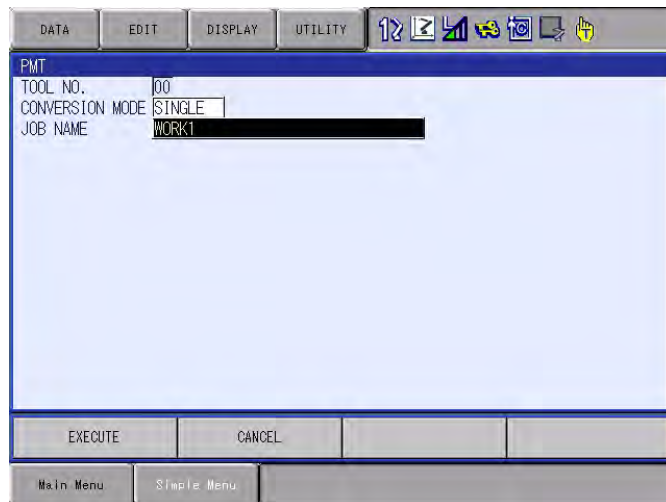 DATA EDIT DISPLAY UTILITY
PMT
TOOL NO. 00
CONVERSION MODE SINGLE
JOB NAME WORK1
EXECUTE CANCEL
Main Menu Simple Menu